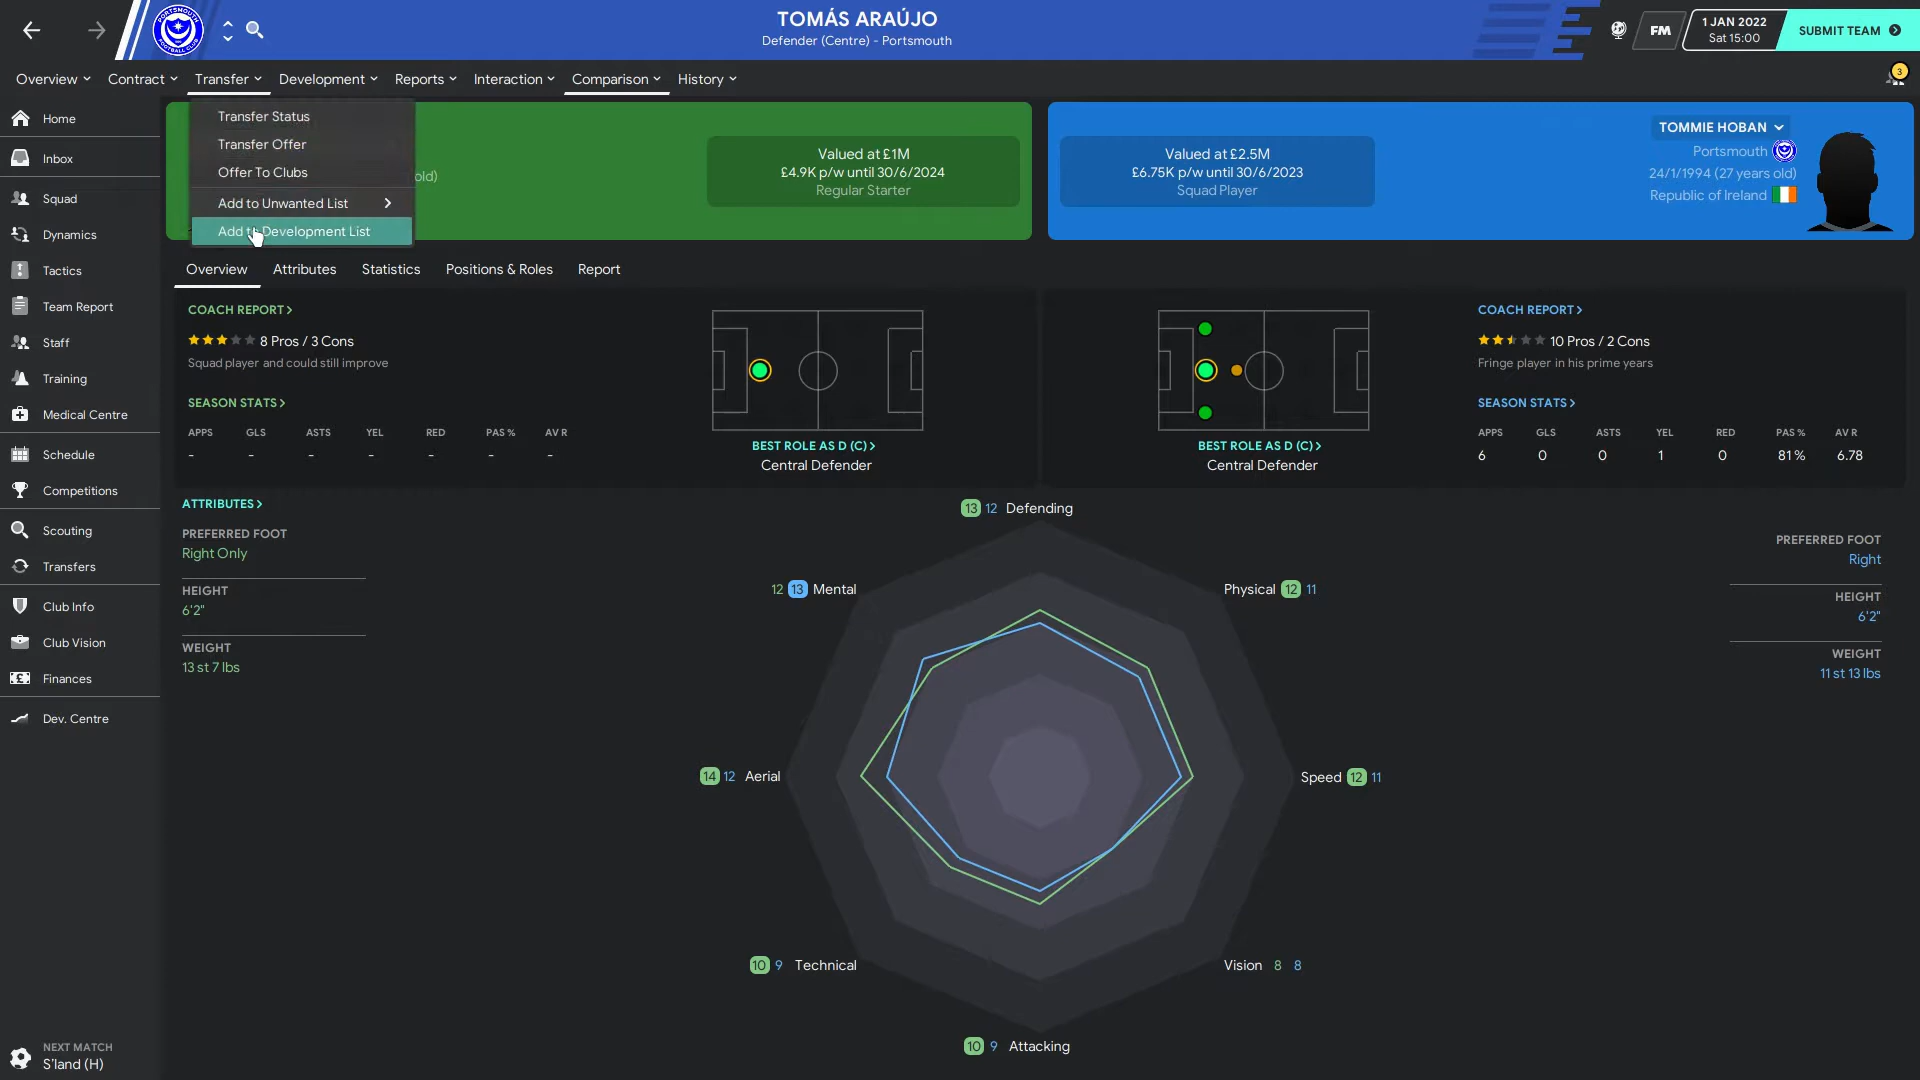 TOMÁS ARAÚJO
Defender (Centre) - Portsmouth
FM
1 JAN 2022
Sat 15:00
SUBMIT TEAM
Overview
Contract
Transfer
Development
Reports
Interaction
Comparison
History
3
Home
Inbox
Squad
Dynamics
Tactics
Team Report
Staff
Training
Medical Centre
Schedule
Competitions
Scouting
Transfers
Club Info
Club Vision
Finances
Dev. Centre
NEXT MATCH
S'land (H)
Transfer Status
Transfer Offer
Offer To Clubs
Add to Unwanted List
Add to Development List
old)
Valued at £1M
£4.9K p/w until 30/6/2024
Regular Starter
Valued at £2.5M
£6.75K p/w until 30/6/2023
Squad Player
TOMMIE HOBAN
Portsmouth
24/1/1994 (27 years old)
Republic of Ireland
Overview
Attributes
Statistics
Positions & Roles
Report
COACH REPORT
8 Pros / 3 Cons
Squad player and could still improve
SEASON STATS
APPS GLS ASTS YEL RED PAS % AV R
- - - - - - -
BEST ROLE AS D (C)
Central Defender
BEST ROLE AS D (C)
Central Defender
COACH REPORT
10 Pros / 2 Cons
Fringe player in his prime years
SEASON STATS
APPS GLS ASTS YEL RED PAS % AV R
6 0 0 1 0 81% 6.78
ATTRIBUTES
PREFERRED FOOT
Right Only
HEIGHT
6'2"
WEIGHT
13 st 7 lbs
13 12 Defending
12 13 Mental
Physical 12 11
14 12 Aerial
Speed 12 11
10 9 Technical
Vision 8 8
10 9 Attacking
PREFERRED FOOT
Right
HEIGHT
6'2"
WEIGHT
11 st 13 lbs